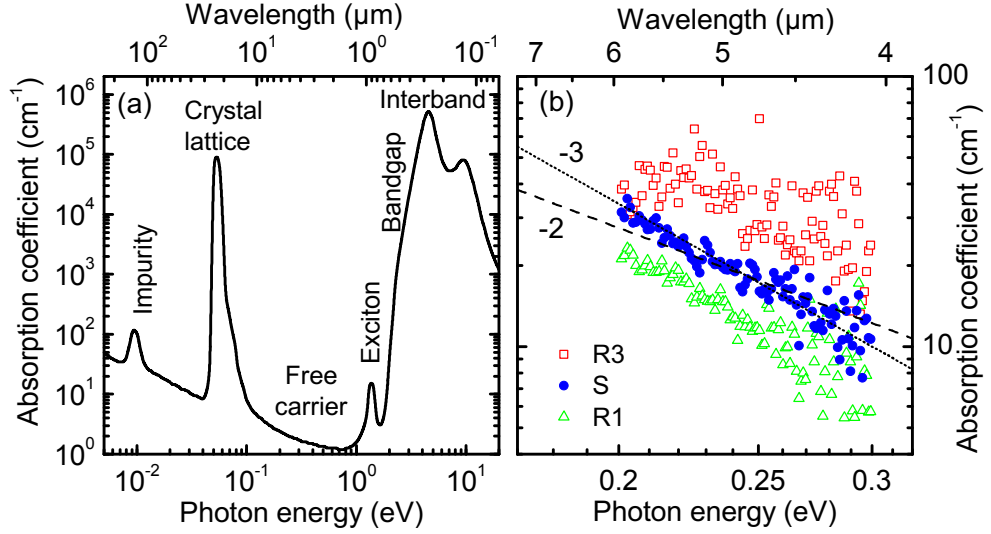 Wavelength (µm)
10² 10¹ 10⁰ 10⁻¹
(a)
Absorption coefficient (cm⁻¹)
10⁶
10⁵
10⁴
10³
10²
10¹
10⁰
Impurity
Crystal
lattice
Free
carrier
Exciton
Bandgap
Interband
10⁻² 10⁻¹ 10⁰ 10¹
Photon energy (eV)
Wavelength (µm)
7 6 5 4
(b)
-3
-2
R3
S
R1
100
10
Absorption coefficient (cm⁻¹)
0.2 0.25 0.3
Photon energy (eV)